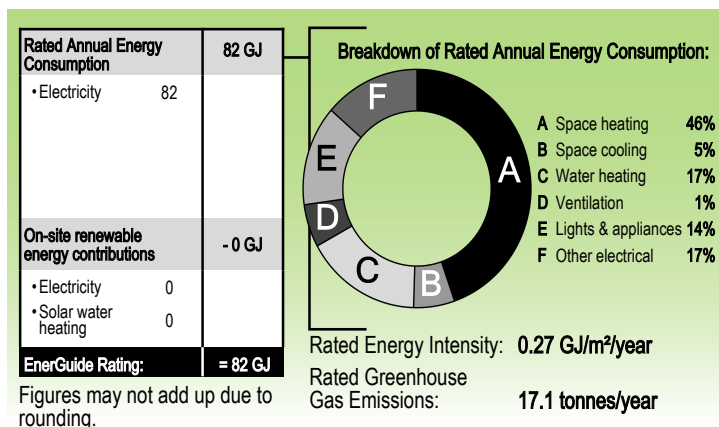 Rated Annual Energy
Consumption
82 GJ
• Electricity 82
On-site renewable
energy contributions
- 0 GJ
• Electricity 0
• Solar water
heating
0
EnerGuide Rating: = 82 GJ
Figures may not add up due to
rounding.
Breakdown of Rated Annual Energy Consumption:
A
B
C
D
E
F
A Space heating 46%
B Space cooling 5%
C Water heating 17%
D Ventilation 1%
E Lights & appliances 14%
F Other electrical 17%
Rated Energy Intensity: 0.27 GJ/m²/year
Rated Greenhouse
Gas Emissions: 17.1 tonnes/year